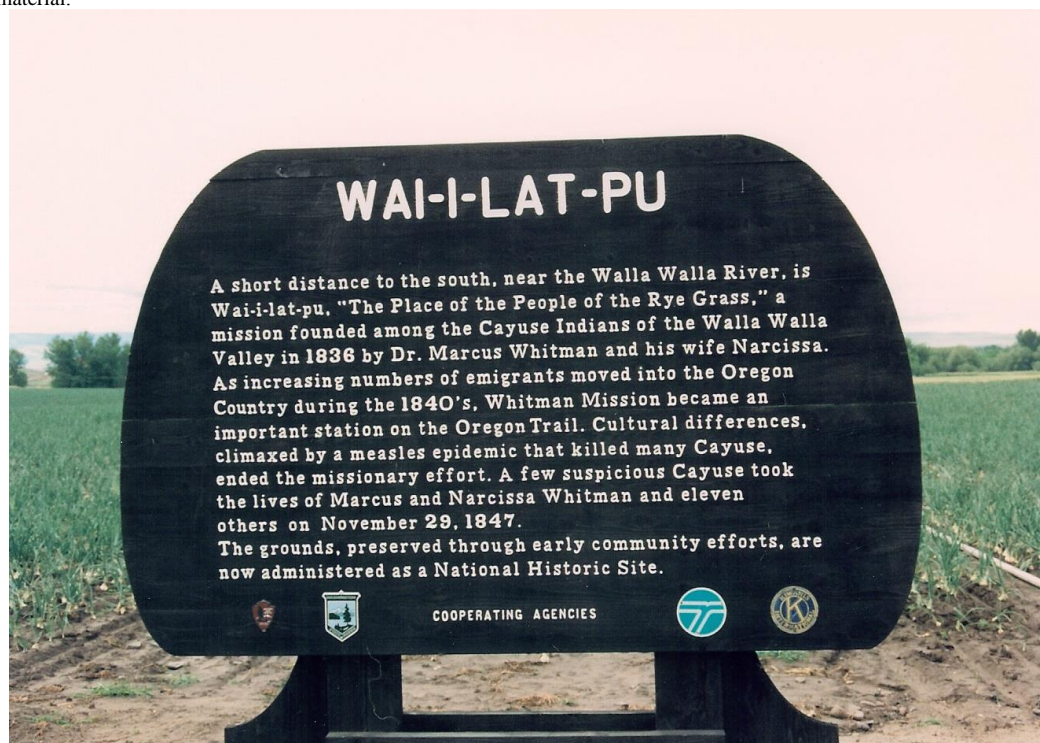 material.
WAI-I-LAT-PU
A short distance to the south, near the Walla Walla River, is
Wai-i-lat-pu, "The Place of the People of the Rye Grass," a
mission founded among the Cayuse Indians of the Walla Walla
Valley in 1836 by Dr. Marcus Whitman and his wife Narcissa.
As increasing numbers of emigrants moved into the Oregon
Country during the 1840's, Whitman Mission became an
important station on the Oregon Trail. Cultural differences,
climaxed by a measles epidemic that killed many Cayuse,
ended the missionary effort. A few suspicious Cayuse took
the lives of Marcus and Narcissa Whitman and eleven
others on November 29, 1847.
The grounds, preserved through early community efforts, are
now administered as a National Historic Site.
COOPERATING AGENCIES
K